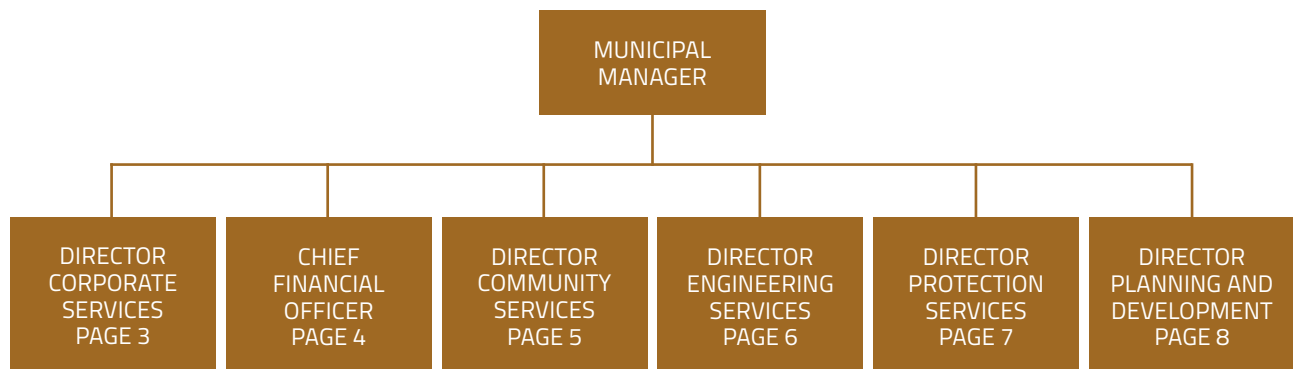 MUNICIPAL
MANAGER
DIRECTOR
CORPORATE
SERVICES
PAGE 3
CHIEF
FINANCIAL
OFFICER
PAGE 4
DIRECTOR
COMMUNITY
SERVICES
PAGE 5
DIRECTOR
ENGINEERING
SERVICES
PAGE 6
DIRECTOR
PROTECTION
SERVICES
PAGE 7
DIRECTOR
PLANNING AND
DEVELOPMENT
PAGE 8